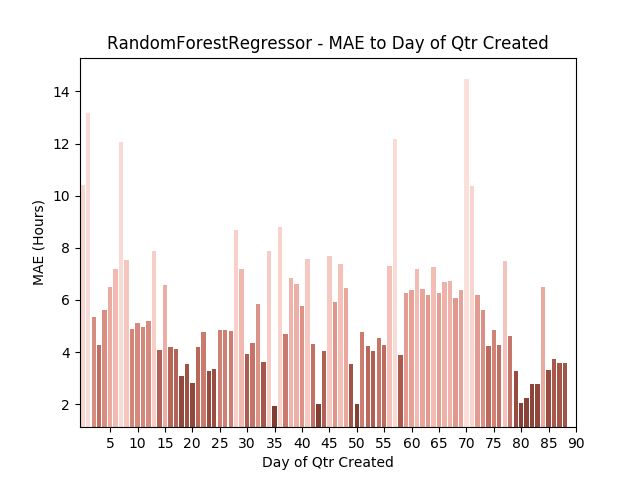 RandomForestRegressor - MAE to Day of Qtr Created
14
12
10
8
6
4
2
MAE (Hours)
5 10 15 20 25 30 35 40 45 50 55 60 65 70 75 80 85 90
Day of Qtr Created